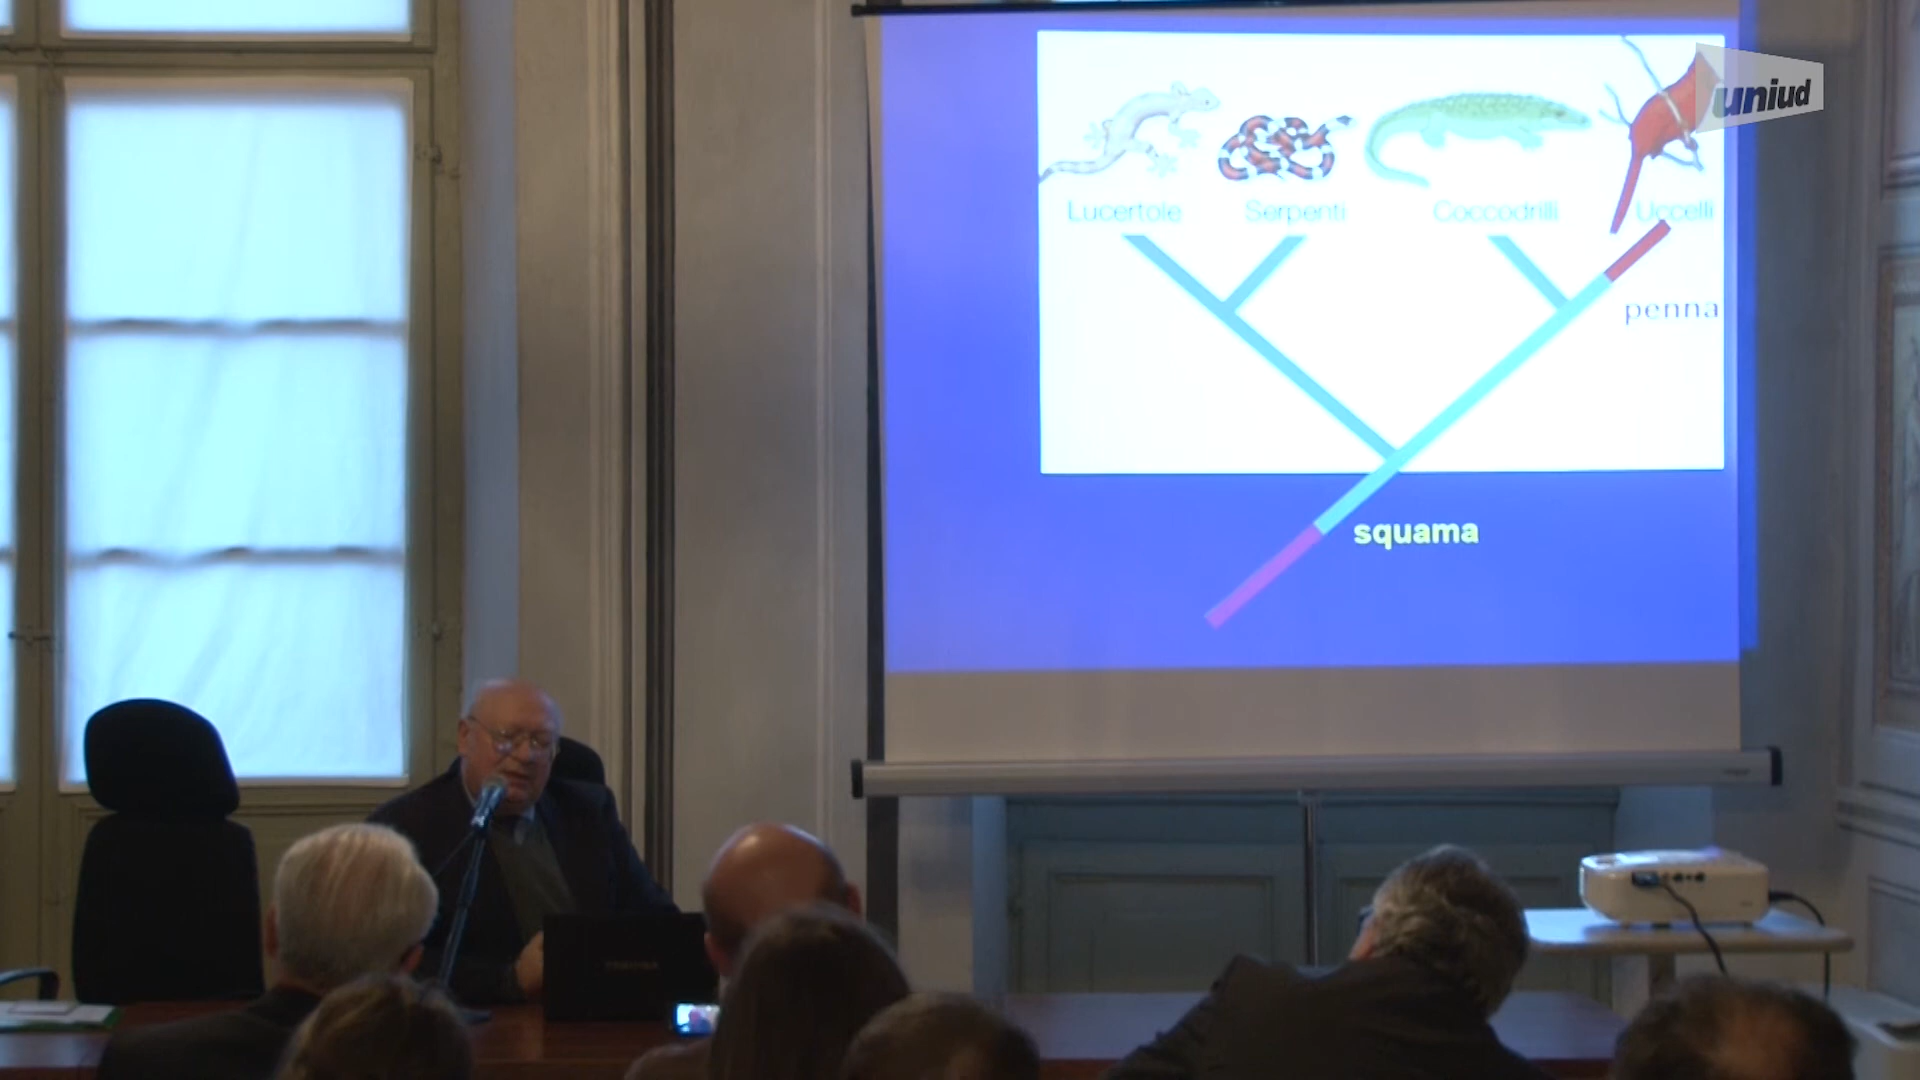 uniud
Lucertole Serpenti Coccodrilli Uccelli
penna
squama